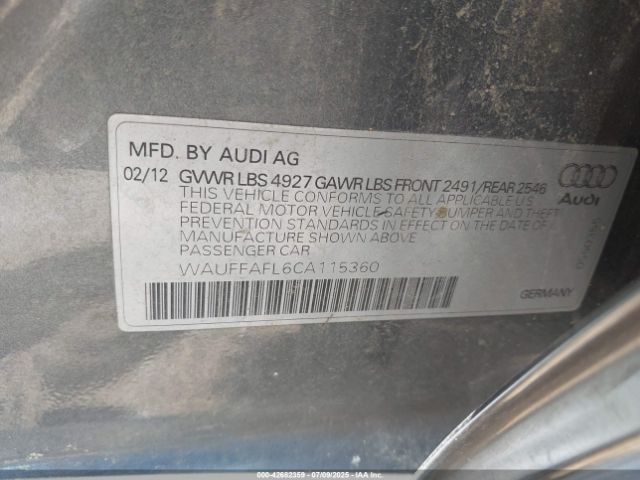 MFD. BY AUDI AG
02/12 GVWR LBS 4927 GAWR LBS FRONT 2491/REAR 2546
THIS VEHICLE CONFORMS TO ALL APPLICABLE U.S.
FEDERAL MOTOR VEHICLE SAFETY BUMPER AND THEFT
PREVENTION STANDARDS IN EFFECT ON THE DATE OF
MANUFACTURE SHOWN ABOVE
PASSENGER CAR
WAUFFAFL6CA115360
Audi
GERMANY
000-42682359 - 07/09/2025 - IAAI.COM